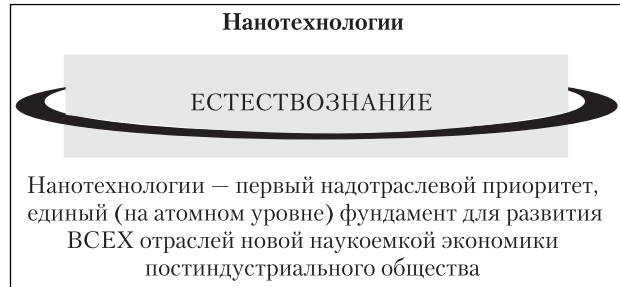 Нанотехнологии
ЕСТЕСТВОЗНАНИЕ
Нанотехнологии — первый надотраслевой приоритет,
единый (на атомном уровне) фундамент для развития
ВСЕХ отраслей новой наукоемкой экономики
постиндустриального общества